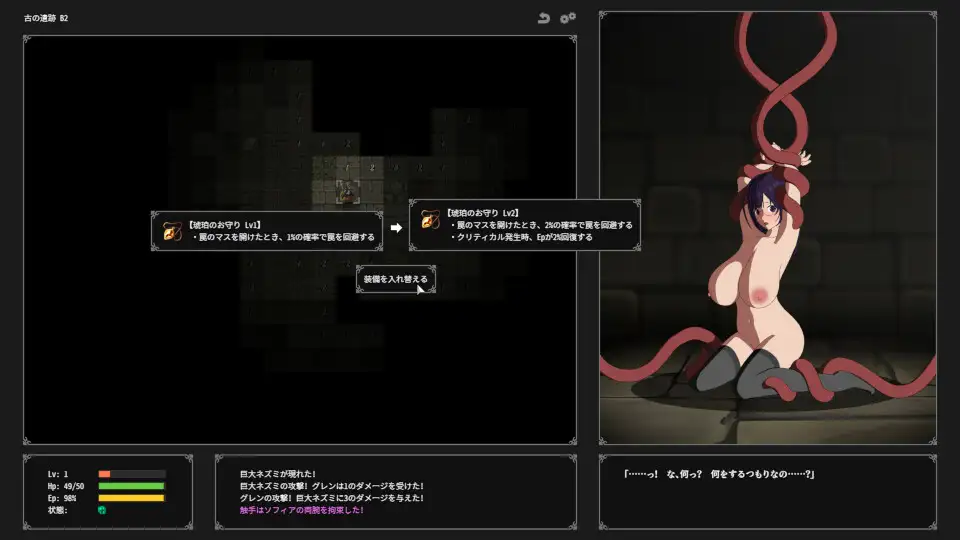 古の遺跡 B2
【琥珀のお守り Lv1】
・罠のマスを開けたとき、1%の確率で罠を回避する
【琥珀のお守り Lv2】
・罠のマスを開けたとき、2%の確率で罠を回避する
・クリティカル発生時、Epが2%回復する
装備を入れ替える
Lv: 1
Hp: 49/50
Ep: 98%
状態:
巨大ネズミが現れた!
巨大ネズミの攻撃! グレンは1のダメージを受けた!
グレンの攻撃! 巨大ネズミに3のダメージを与えた!
触手はソフィアの両腕を拘束した!
「……っ! な、何っ? 何をするつもりなの……?」